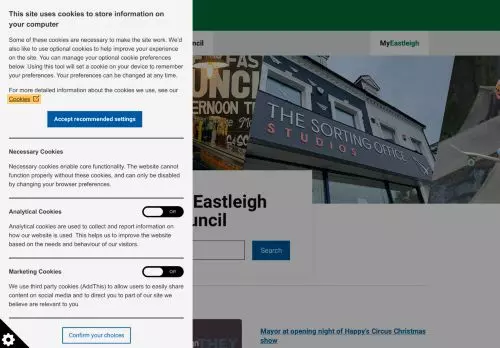 This site uses cookies to store information on
your computer
Some of these cookies are necessary to make the site work. We'd
also like to use optional cookies to help improve your experience
on the site. You can manage your optional cookie preferences
below. Using this tool will set a cookie on your device to remember
your preferences. Your preferences can be changed at any time.
For more detailed information about the cookies we use, see our
Cookies
Accept recommended settings
Necessary Cookies
Necessary cookies enable core functionality. The website cannot
function properly without these cookies, and can only be disabled
by changing your browser preferences.
Analytical Cookies
Off
Analytical cookies are used to collect and report information on
how our website is used. This helps us to improve the website
based on the needs and behaviour of our visitors.
Marketing Cookies
Off
We use third party cookies (AddThis) to allow users to easily share
content on social media and to direct you to part of our site we
believe are relevant to you.
Confirm your choices
uncil
MyEastleigh
UNCH
TERNOON TE
THE SORTING OFFICE
STUDIOS
Eastleigh
uncil
Search
THEY
Mayor at opening night of Happy's Circus Christmas
show